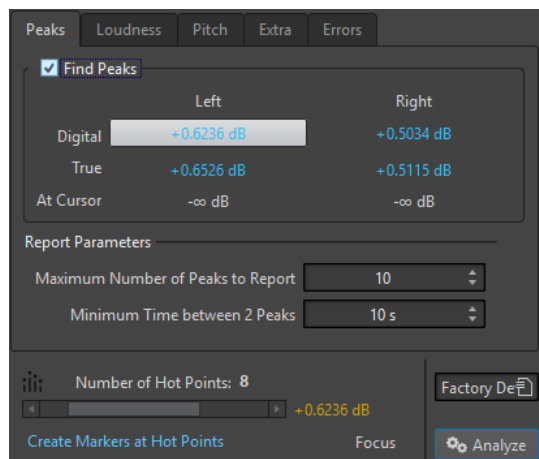 Peaks Loudness Pitch Extra Errors
Find Peaks
Left Right
Digital +0.6236 dB +0.5034 dB
True +0.6526 dB +0.5115 dB
At Cursor -∞ dB -∞ dB
Report Parameters
Maximum Number of Peaks to Report 10
Minimum Time between 2 Peaks 10 s
Number of Hot Points: 8
Factory De
+0.6236 dB
Create Markers at Hot Points Focus Analyze